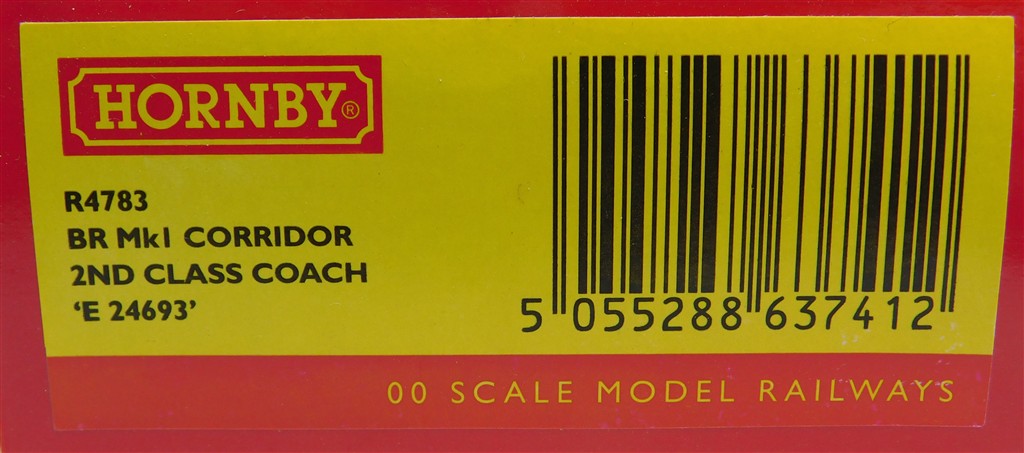 HORNBY®
R4783
BR Mk1 CORRIDOR
2ND CLASS COACH
‘E 24693’
5 055288 637412
00 SCALE MODEL RAILWAYS